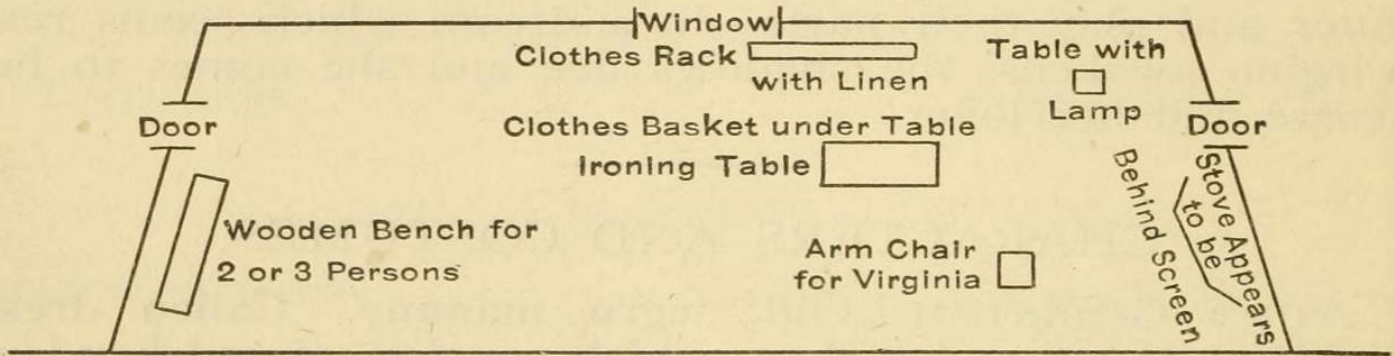 Window
Clothes Rack
with Linen
Table with
Lamp
Door
Clothes Basket under Table
Door
Ironing Table
Wooden Bench for
2 or 3 Persons
Arm Chair
for Virginia
Stove Appears
to be
Behind Screen